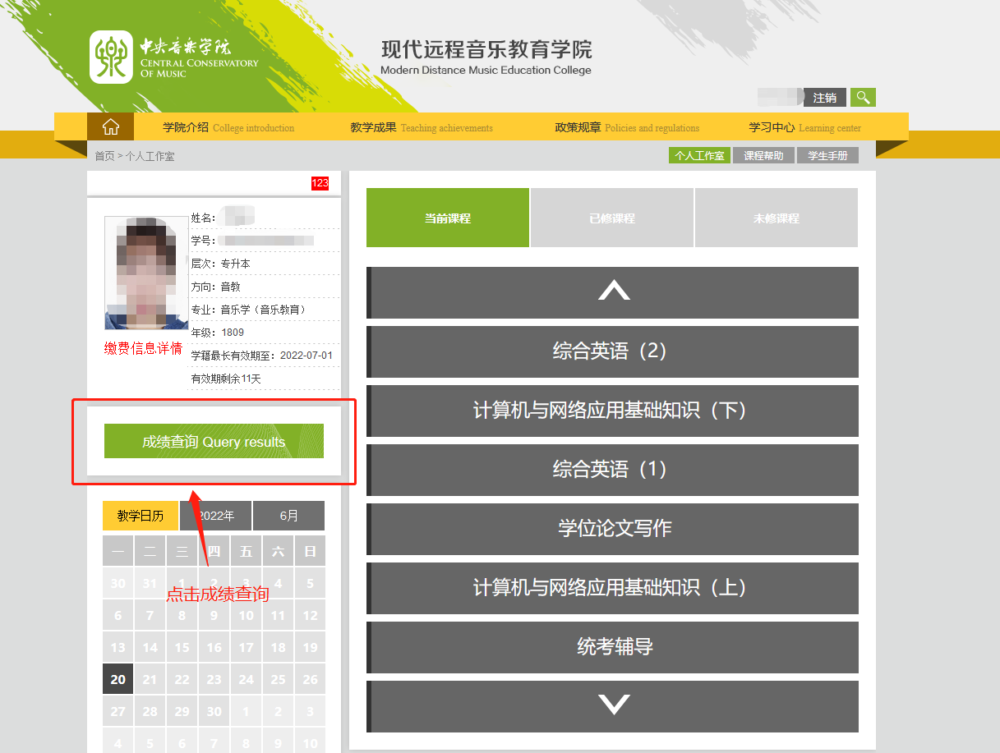 中央音乐学院
CENTRAL CONSERVATORY
OF MUSIC
现代远程音乐教育学院
Modern Distance Music Education College
注销
学院介绍 College introduction
教学成果 Teaching achievements
政策规章 Policies and regulations
学习中心 Learning center
首页 > 个人工作室
个人工作室
课程帮助
学生手册
123
姓名：
学号：
层次：专升本
方向：音教
专业：音乐学（音乐教育）
年级：1809
学籍最长有效期至：2022-07-01
有效期剩余11天
缴费信息详情
成绩查询 Query results
教学日历 2022年 6月
一 二 三 四 五 六 日
30 31 1 2 3 4 5
点击成绩查询
6 7 8 9 10 11 12
13 14 15 16 17 18 19
20 21 22 23 24 25 26
27 28 29 30 1 2 3
4 5 6 7 8 9 10
当前课程
已修课程
未修课程
综合英语（2）
计算机与网络应用基础知识（下）
综合英语（1）
学位论文写作
计算机与网络应用基础知识（上）
统考辅导